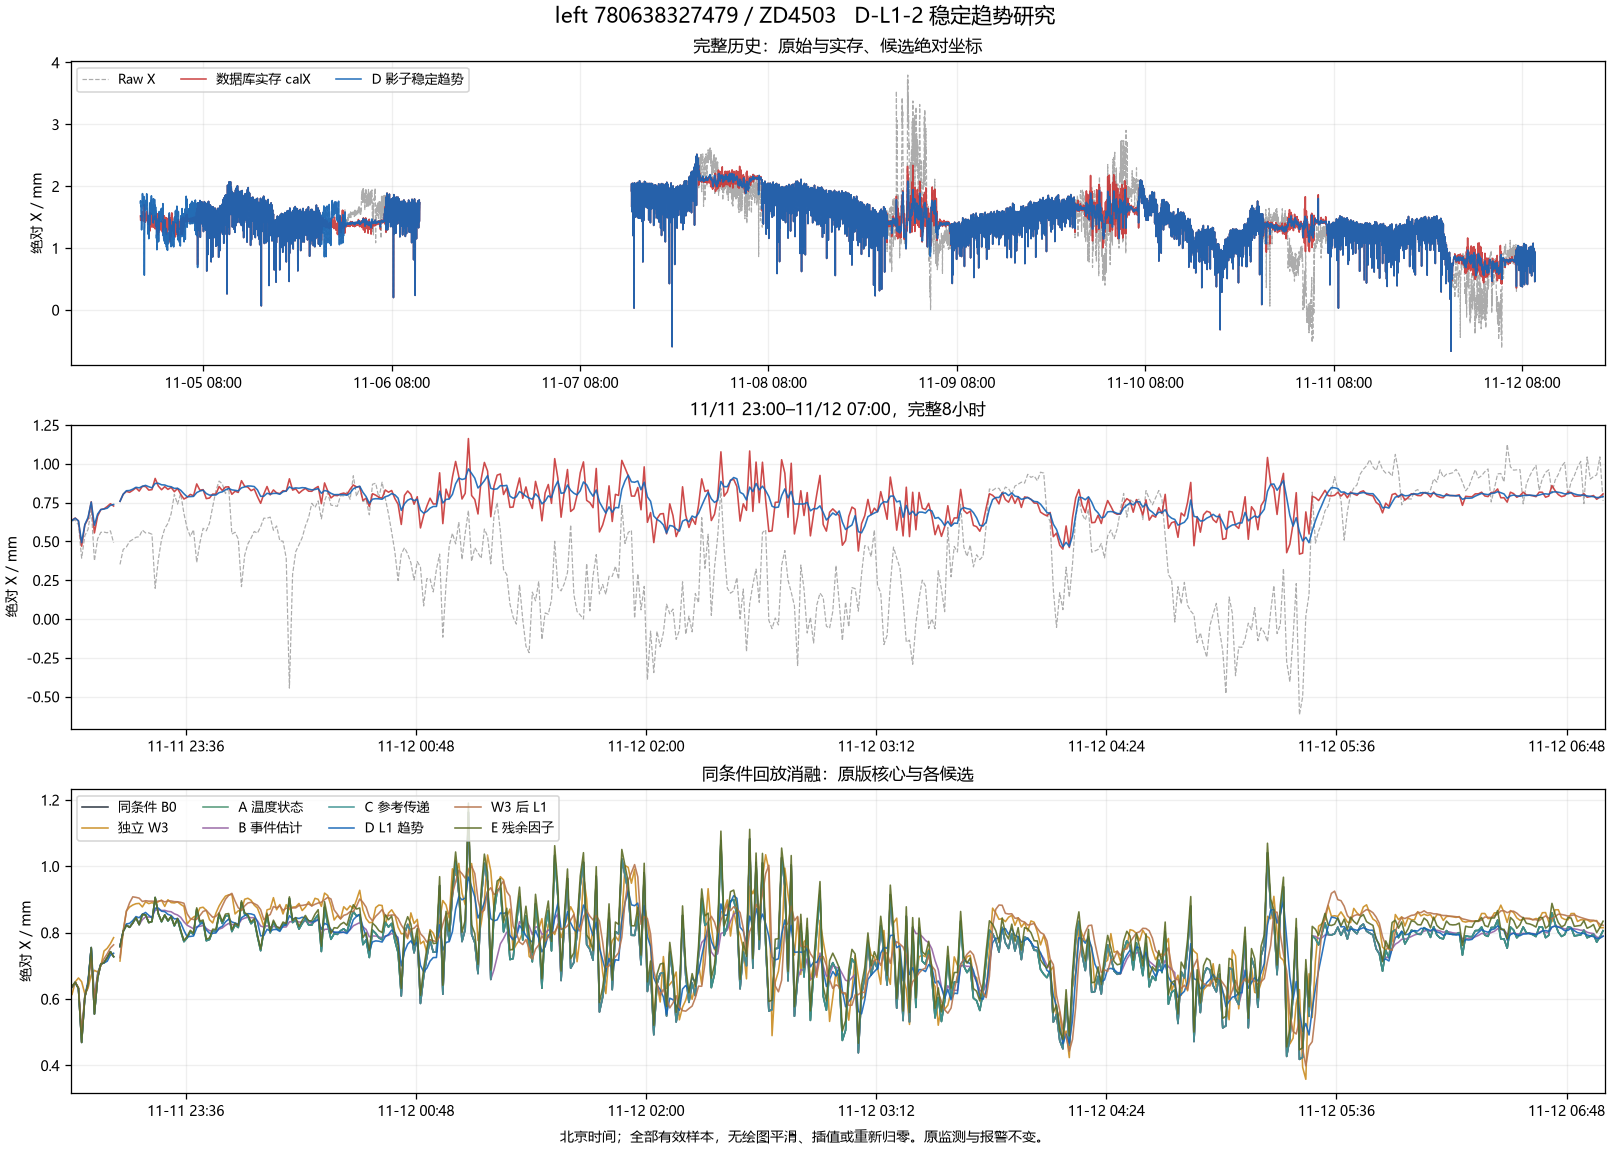 left 780638327479 / ZD4503   D-L1-2 稳定趋势研究
完整历史：原始与实存、候选绝对坐标
Raw X   数据库实存 calX   D 影子稳定趋势
绝对 X / mm
4
3
2
1
0
11-05 08:00   11-06 08:00   11-07 08:00   11-08 08:00   11-09 08:00   11-10 08:00   11-11 08:00   11-12 08:00
11/11 23:00–11/12 07:00，完整8小时
绝对 X / mm
1.25
1.00
0.75
0.50
0.25
0.00
-0.25
-0.50
11-11 23:36   11-12 00:48   11-12 02:00   11-12 03:12   11-12 04:24   11-12 05:36   11-12 06:48
同条件回放消融：原版核心与各候选
同条件 B0   A 温度状态   C 参考传递   W3 后 L1
独立 W3   B 事件估计   D L1 趋势   E 残余因子
绝对 X / mm
1.2
1.0
0.8
0.6
0.4
11-11 23:36   11-12 00:48   11-12 02:00   11-12 03:12   11-12 04:24   11-12 05:36   11-12 06:48
北京时间；全部有效样本，无绘图平滑、插值或重新归零。原监测与报警不变。